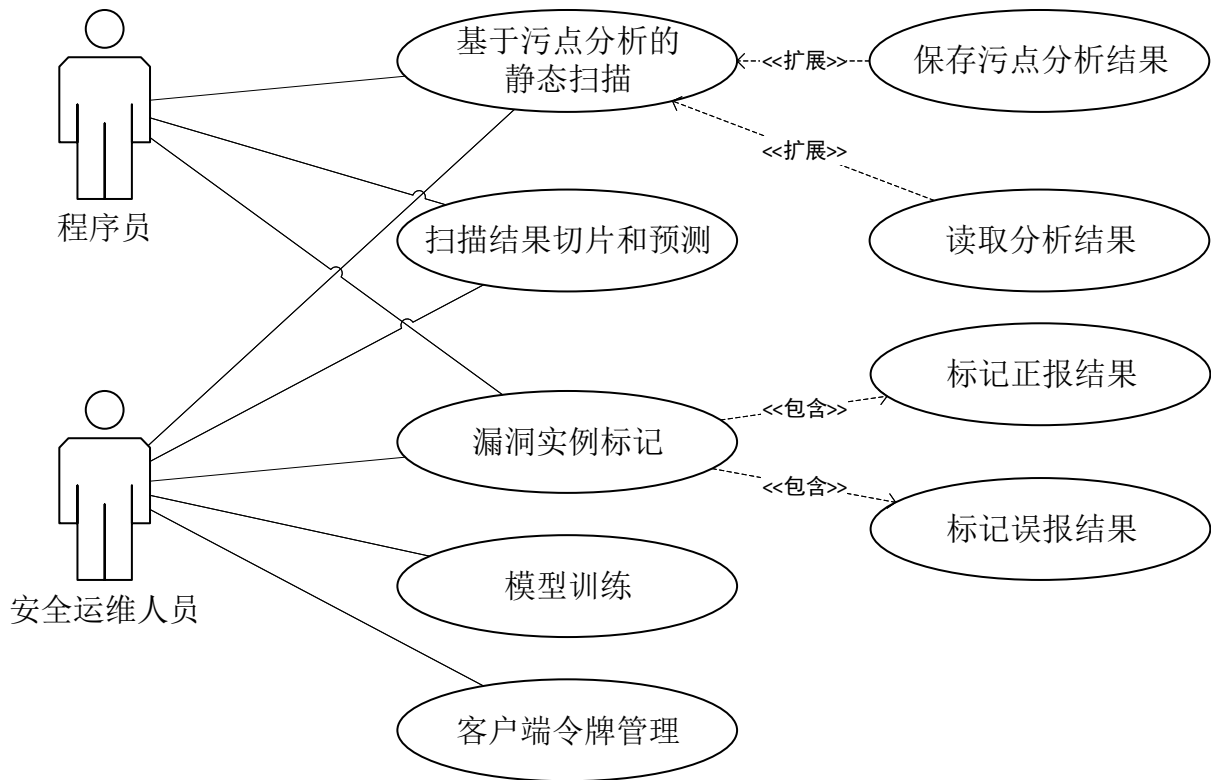 基于污点分析的
静态扫描
<<扩展>>
保存污点分析结果
<<扩展>>
程序员
扫描结果切片和预测
读取分析结果
标记正报结果
<<包含>>
漏洞实例标记
<<包含>>
标记误报结果
安全运维人员
模型训练
客户端令牌管理